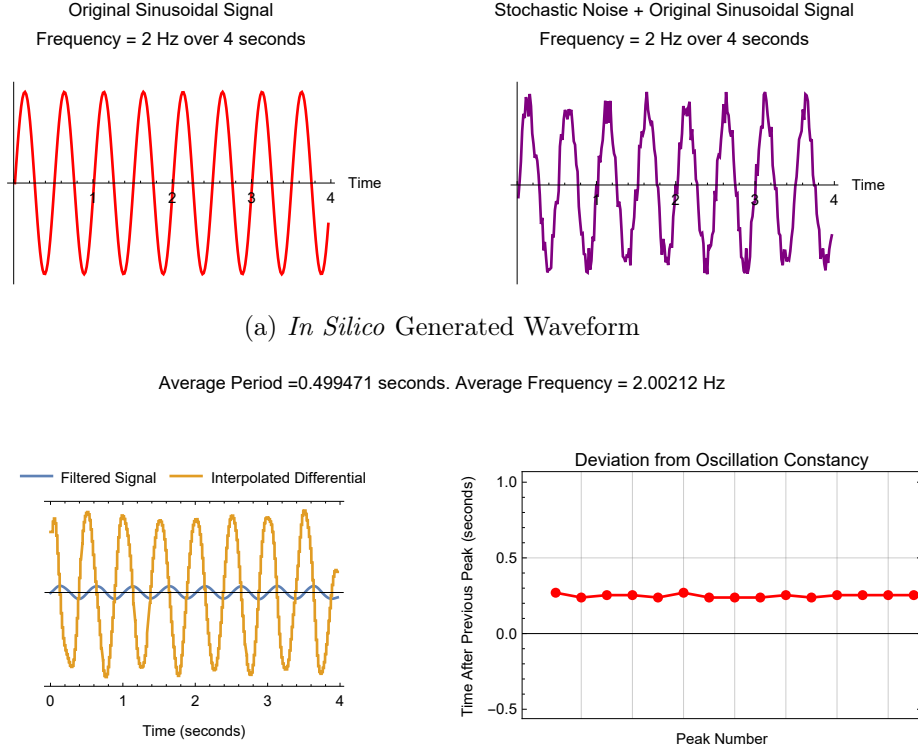 Original Sinusoidal Signal
Frequency = 2 Hz over 4 seconds
Time
1
2
3
4
Stochastic Noise + Original Sinusoidal Signal
Frequency = 2 Hz over 4 seconds
Time
1
2
3
4
(a) In Silico Generated Waveform
Average Period =0.499471 seconds. Average Frequency = 2.00212 Hz
Filtered Signal
Interpolated Differential
0
1
2
3
4
Time (seconds)
Deviation from Oscillation Constancy
Time After Previous Peak (seconds)
1.0
0.5
0.0
-0.5
Peak Number